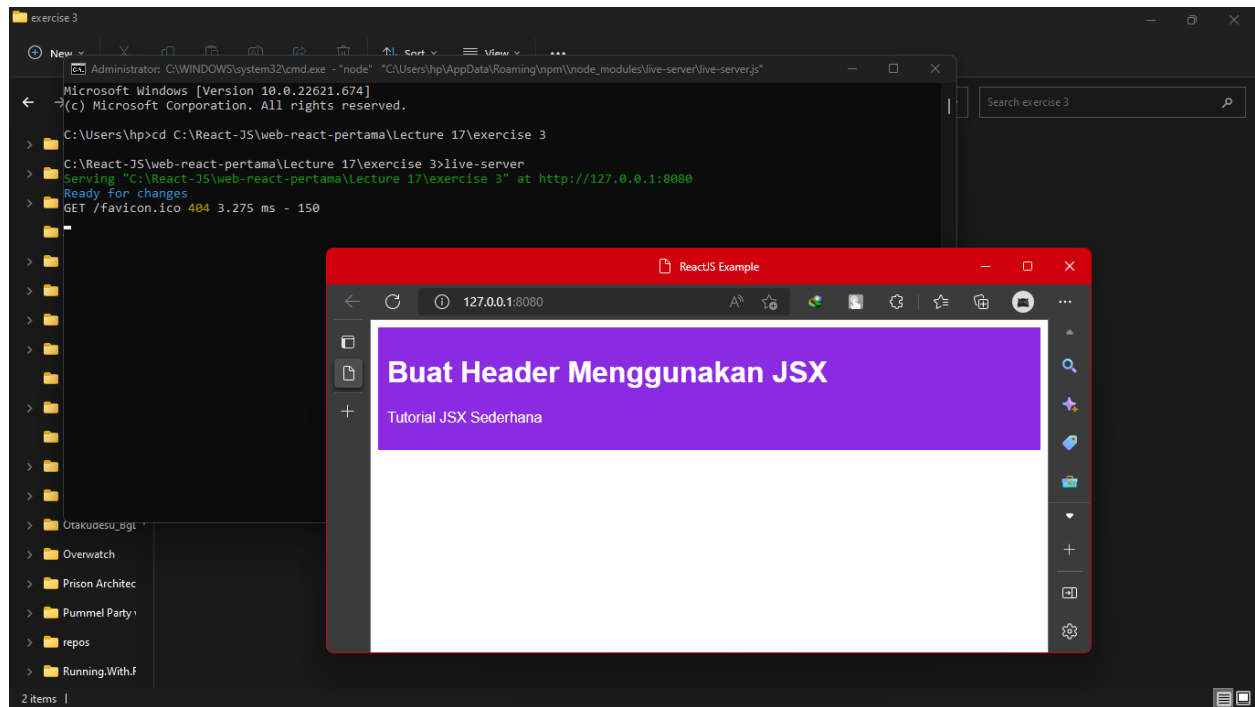 exercise 3
New
Sort
View
Administrator: C:\WINDOWS\system32\cmd.exe - "node" "C:\Users\hp\AppData\Roaming\npm\\node_modules\live-server\live-server.js"
Microsoft Windows [Version 10.0.22621.674]
(c) Microsoft Corporation. All rights reserved.
Search exercise 3
C:\Users\hp>cd C:\React-JS\web-react-pertama\Lecture 17\exercise 3
C:\React-JS\web-react-pertama\Lecture 17\exercise 3>live-server
Serving "C:\React-JS\web-react-pertama\Lecture 17\exercise 3" at http://127.0.0.1:8080
Ready for changes
GET /favicon.ico 404 3.275 ms - 150
ReactJS Example
127.0.0.1:8080
Buat Header Menggunakan JSX
Tutorial JSX Sederhana
Otakudesu_BgL
Overwatch
Prison Architec
Pummel Party
repos
Running.With.
2 items